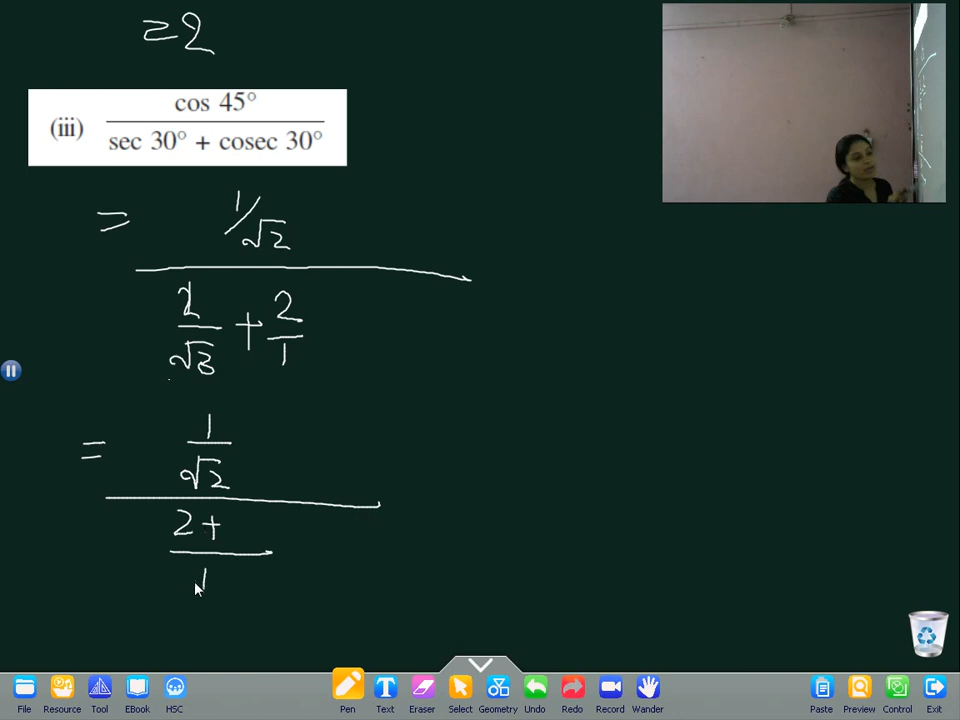 =2
(iii) cos 45°
sec 30° + cosec 30°
= 1/√2
2/√3 + 2/1
= 1/√2
2+
File Resource Tool EBook HSC Pen Text Eraser Select Geometry Undo Redo Record Wander Paste Preview Control Exit